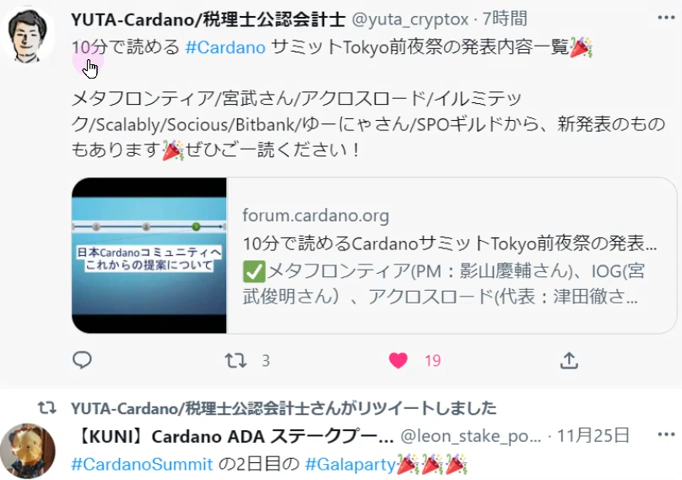 YUTA-Cardano/税理士公認会計士 @yuta_cryptox · 7時間
10分で読める #Cardano サミットTokyo前夜祭の発表内容一覧🎉
メタフロンティア/宮武さん/アクロスロード/イルミテッ
ク/Scalably/Socious/Bitbank/ゆーにゃさん/SPOギルドから、新発表のもの
もあります🎉ぜひご一読ください！
日本Cardanoコミュニティへ
これからの提案について
forum.cardano.org
10分で読めるCardanoサミットTokyo前夜祭の発表...
✅メタフロンティア(PM：影山慶輔さん)、IOG(宮
武俊明さん）、アクロスロード(代表：津田徹さ...
3
19
YUTA-Cardano/税理士公認会計士さんがリツイートしました
【KUNI】Cardano ADA ステークプー... @leon_stake_po... · 11月25日
#CardanoSummit の2日目の #Galaparty🎉🎉🎉